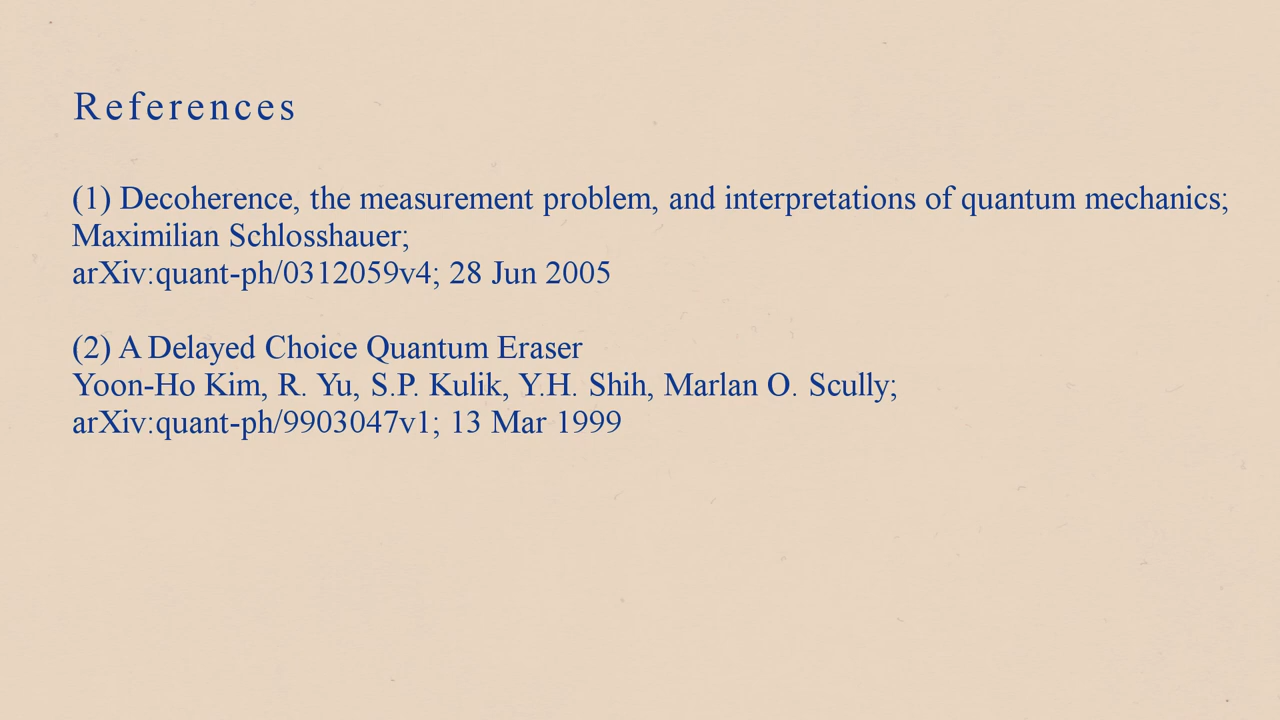 References
(1) Decoherence, the measurement problem, and interpretations of quantum mechanics;
Maximilian Schlosshauer;
arXiv:quant-ph/0312059v4; 28 Jun 2005
(2) A Delayed Choice Quantum Eraser
Yoon-Ho Kim, R. Yu, S.P. Kulik, Y.H. Shih, Marlan O. Scully;
arXiv:quant-ph/9903047v1; 13 Mar 1999